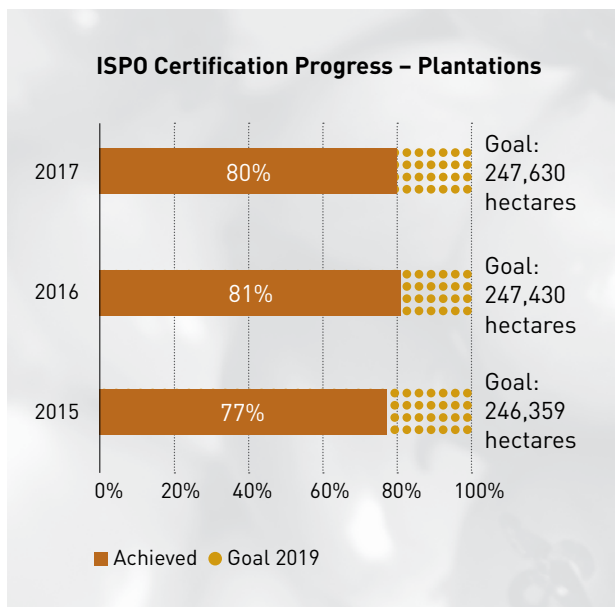 ISPO Certification Progress – Plantations
2017
80%
Goal:
247,630
hectares
2016
81%
Goal:
247,430
hectares
2015
77%
Goal:
246,359
hectares
0% 20% 40% 60% 80% 100%
Achieved Goal 2019